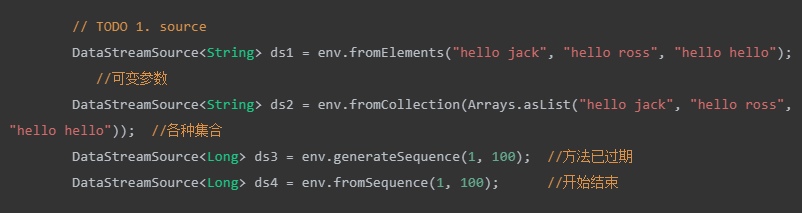 // TODO 1. source
DataStreamSource<String> ds1 = env.fromElements("hello jack", "hello ross", "hello hello");
//可变参数
DataStreamSource<String> ds2 = env.fromCollection(Arrays.asList("hello jack", "hello ross",
"hello hello"));  //各种集合
DataStreamSource<Long> ds3 = env.generateSequence(1, 100);  //方法已过期
DataStreamSource<Long> ds4 = env.fromSequence(1, 100);      //开始结束